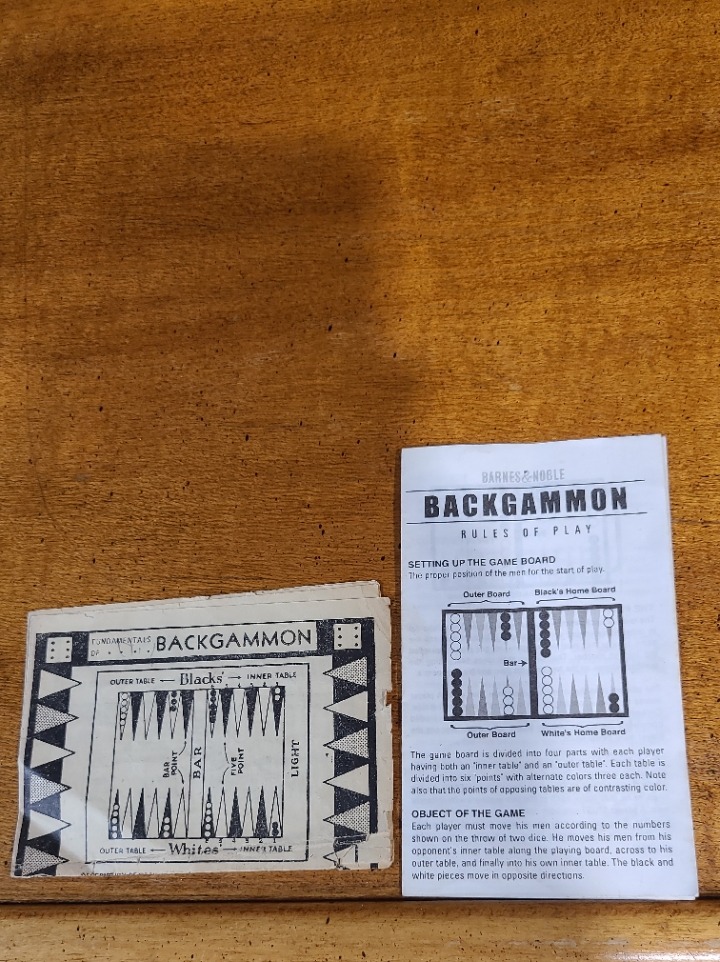 FUNDAMENTALS
OF
BACKGAMMON
OUTER TABLE Blacks' INNER TABLE
BAR POINT
BAR
FIVE POINT
LIGHT
6 5 4 3 2 1
OUTER TABLE Whites' INNER TABLE
BARNES & NOBLE
BACKGAMMON
RULES OF PLAY
SETTING UP THE GAME BOARD
The proper position of the men for the start of play.
Outer Board Black's Home Board
Bar
Outer Board White's Home Board
The game board is divided into four parts with each player
having both an "inner table" and an "outer table". Each table is
divided into six "points" with alternate colors three each. Note
also that the points of opposing tables are of contrasting color.
OBJECT OF THE GAME
Each player must move his men according to the numbers
shown on the throw of two dice. He moves his men from his
opponent's inner table along the playing board, across to his
outer table, and finally into his own inner table. The black and
white pieces move in opposite directions.